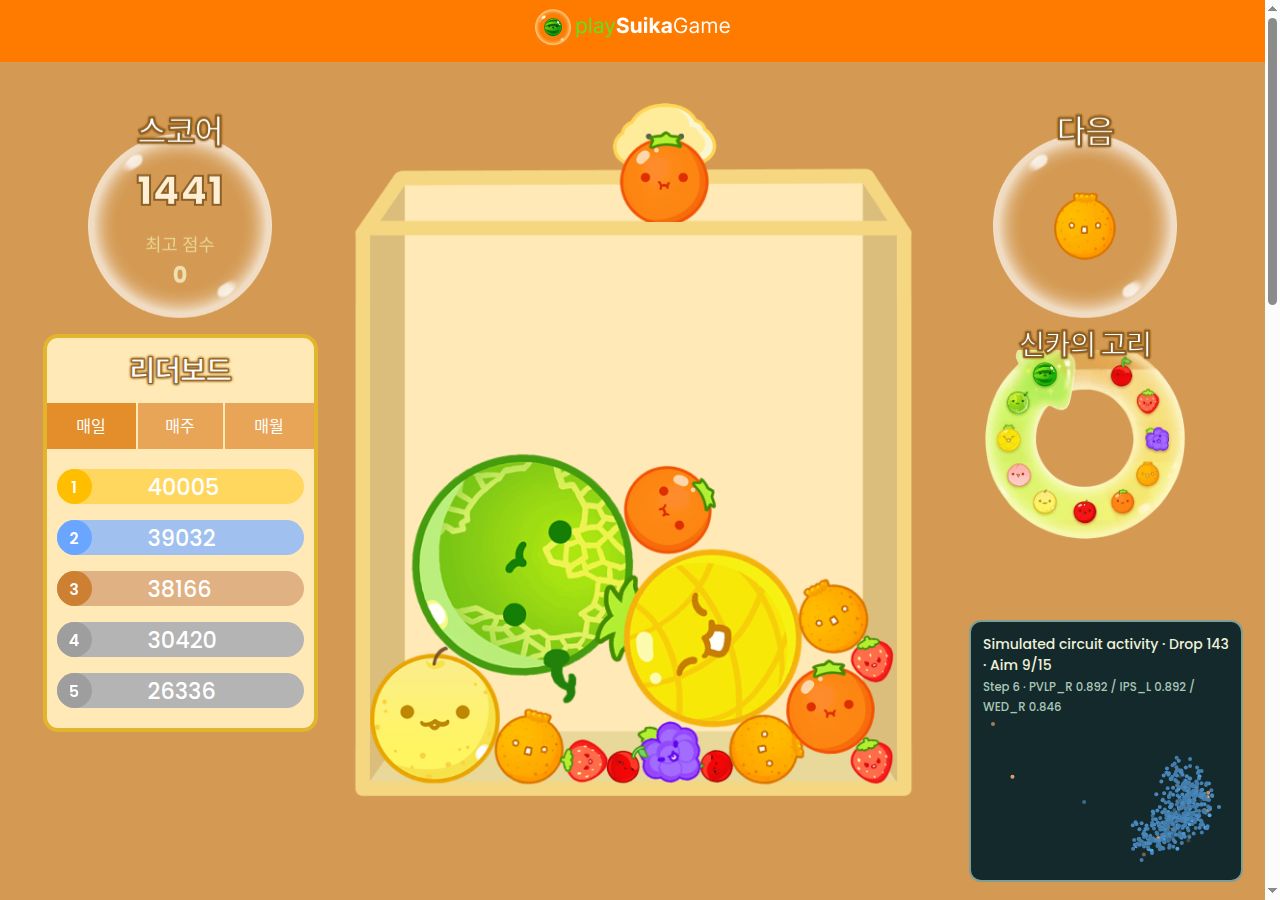 playSuikaGame
스코어
1441
최고 점수
0
다음
신카의 고리
리더보드
매일 매주 매월
1 40005
2 39032
3 38166
4 30420
5 26336
Simulated circuit activity · Drop 143
· Aim 9/15
Step 6 · PVLP_R 0.892 / IPS_L 0.892 /
WED_R 0.846